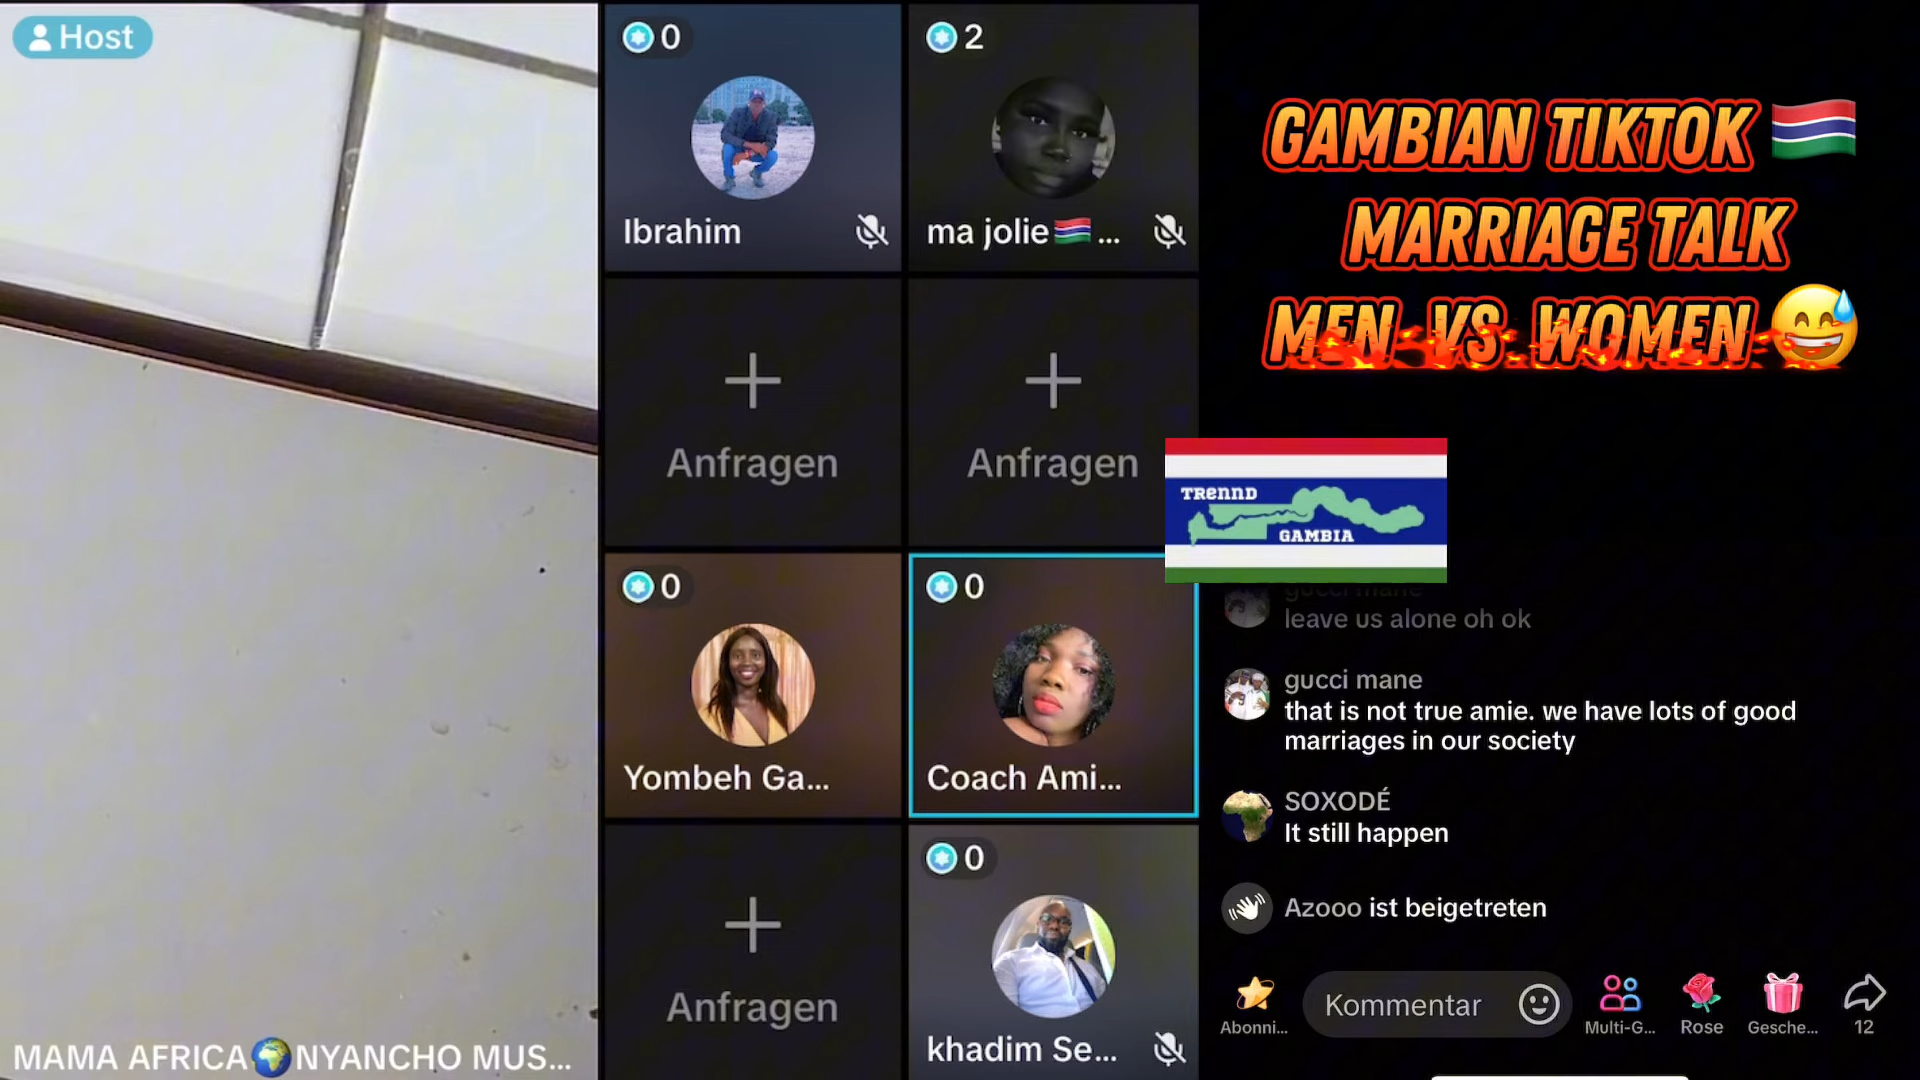 Host
MAMA AFRICA🌍NYANCHO MUS...
0
Ibrahim
2
ma jolie🇬🇲...
Anfragen
Anfragen
0
Yombeh Ga...
0
Coach Ami...
Anfragen
0
khadim Se...
GAMBIAN TIKTOK 🇬🇲
MARRIAGE TALK
MEN VS WOMEN 😅
TRENND
GAMBIA
gucci mane
leave us alone oh ok
gucci mane
that is not true amie. we have lots of good
marriages in our society
SOXODÉ
It still happen
Azooo ist beigetreten
Kommentar
Abonni...
Multi-G...
Rose
Gesche...
12